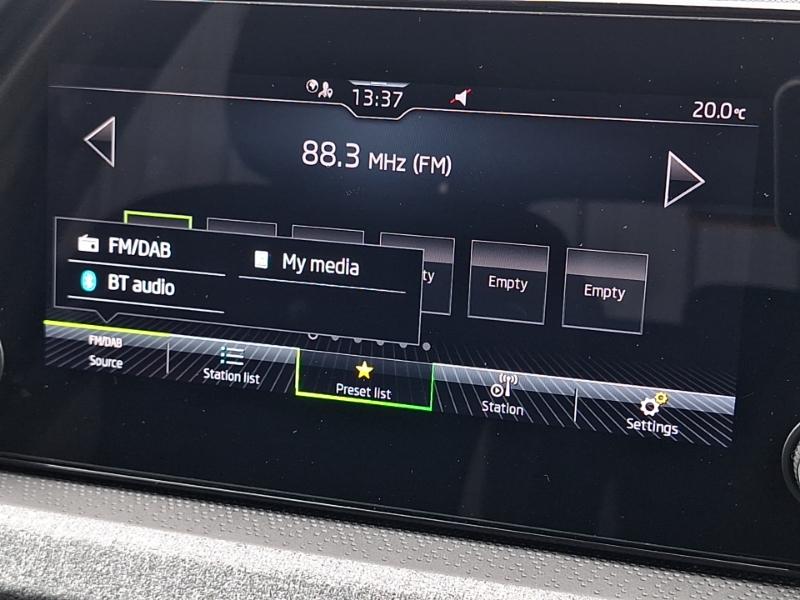 13:37
20.0°C
88.3 MHz (FM)
FM/DAB
My media
BT audio
ty
Empty
Empty
FM/DAB
Source
Station list
Preset list
Station
Settings